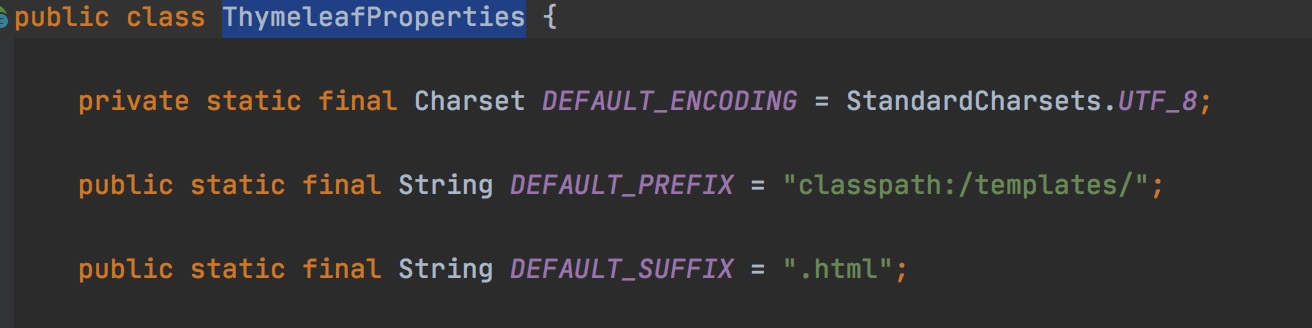 public class ThymeleafProperties {
private static final Charset DEFAULT_ENCODING = StandardCharsets.UTF_8;
public static final String DEFAULT_PREFIX = "classpath:/templates/";
public static final String DEFAULT_SUFFIX = ".html";